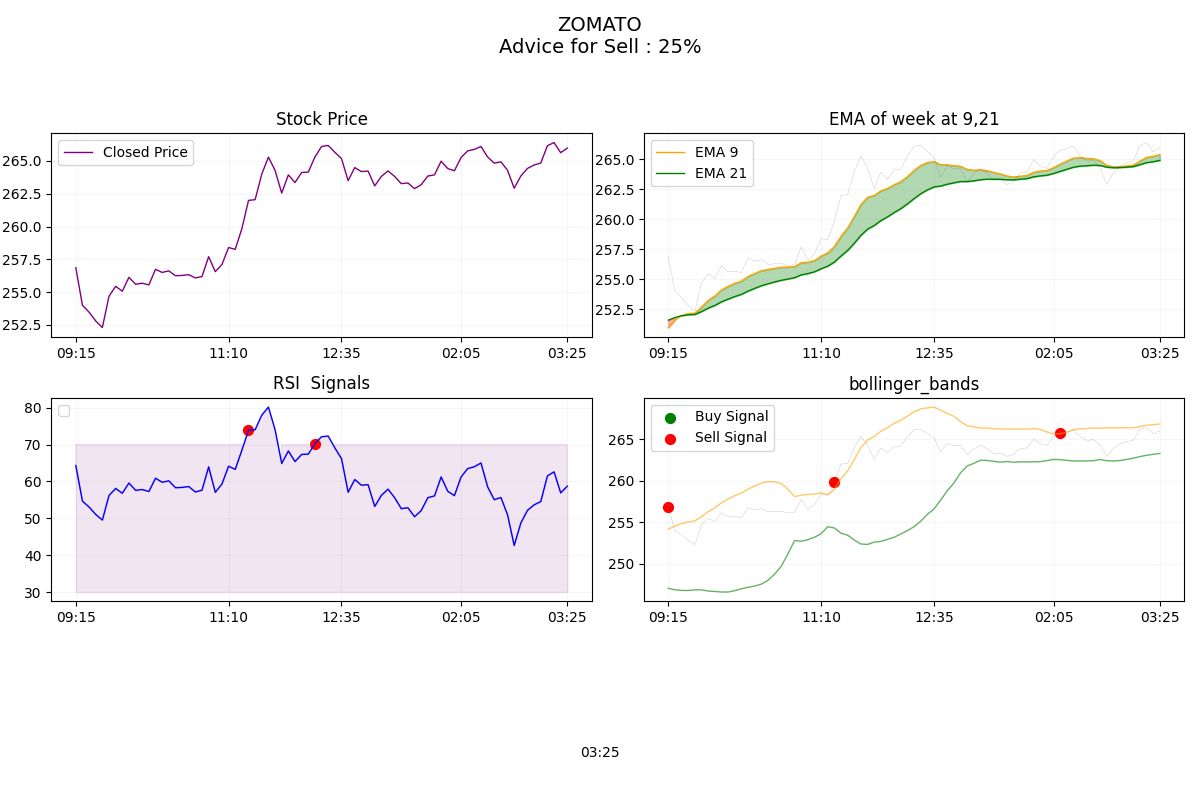 ZOMATO
Advice for Sell : 25%
Stock Price
Closed Price
265.0
262.5
260.0
257.5
255.0
252.5
09:15 11:10 12:35 02:05 03:25
EMA of week at 9,21
EMA 9
EMA 21
265.0
262.5
260.0
257.5
255.0
252.5
09:15 11:10 12:35 02:05 03:25
RSI  Signals
80
70
60
50
40
30
09:15 11:10 12:35 02:05 03:25
bollinger_bands
Buy Signal
Sell Signal
265
260
255
250
09:15 11:10 12:35 02:05 03:25
03:25